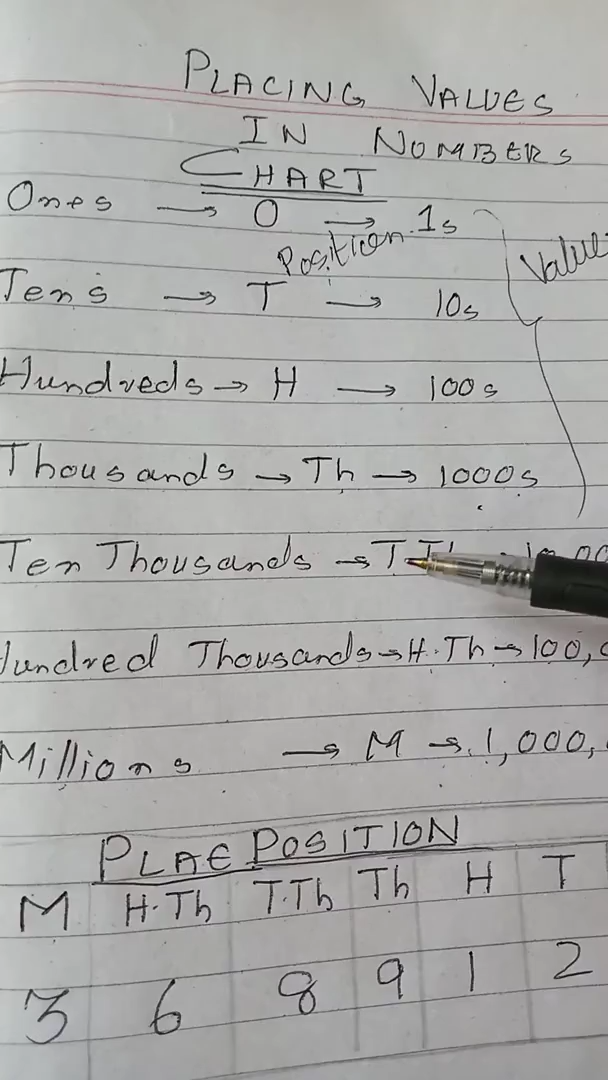 PLACING VALUES
IN NUMBERS
CHART
Ones → O → 1s
Position
Value
Tens → T → 10s
Hundreds → H → 100s
Thousands → Th → 1000s
Ten Thousands →
Hundred Thousands → H.Th → 100,
Millions → M → 1,000,
PLAE POSITION
M H.Th T.Th Th H T
3 6 8 9 1 2